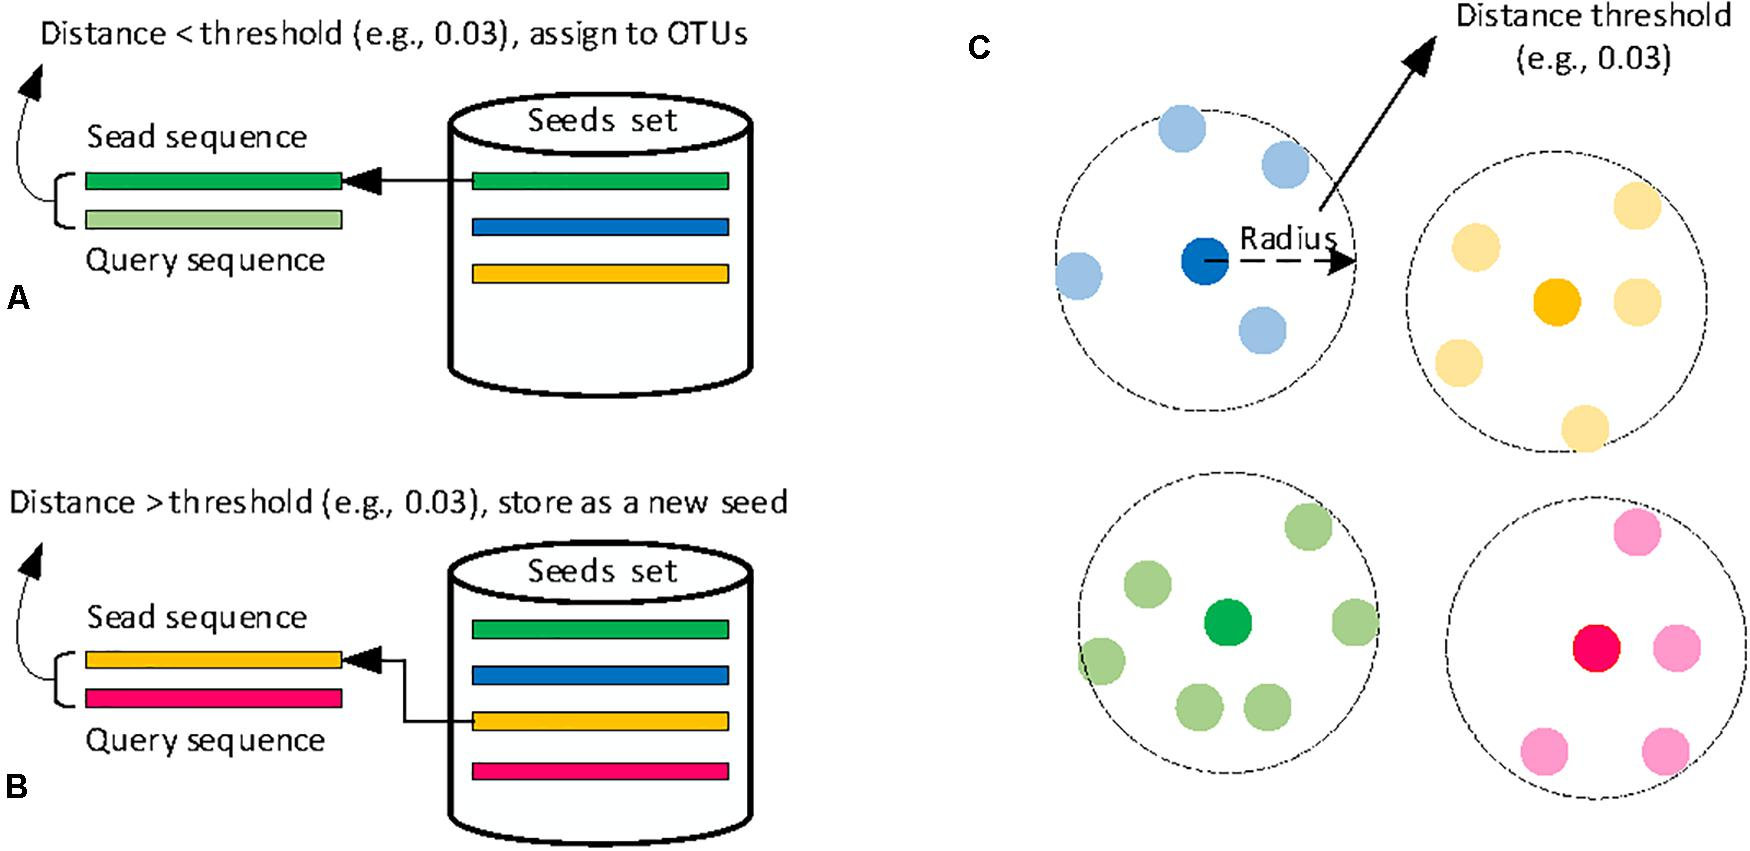 Distance < threshold (e.g., 0.03), assign to OTUs
Seeds set
Sead sequence
Query sequence
A
Distance > threshold (e.g., 0.03), store as a new seed
Seeds set
Sead sequence
Query sequence
B
C
Distance threshold
(e.g., 0.03)
Radius